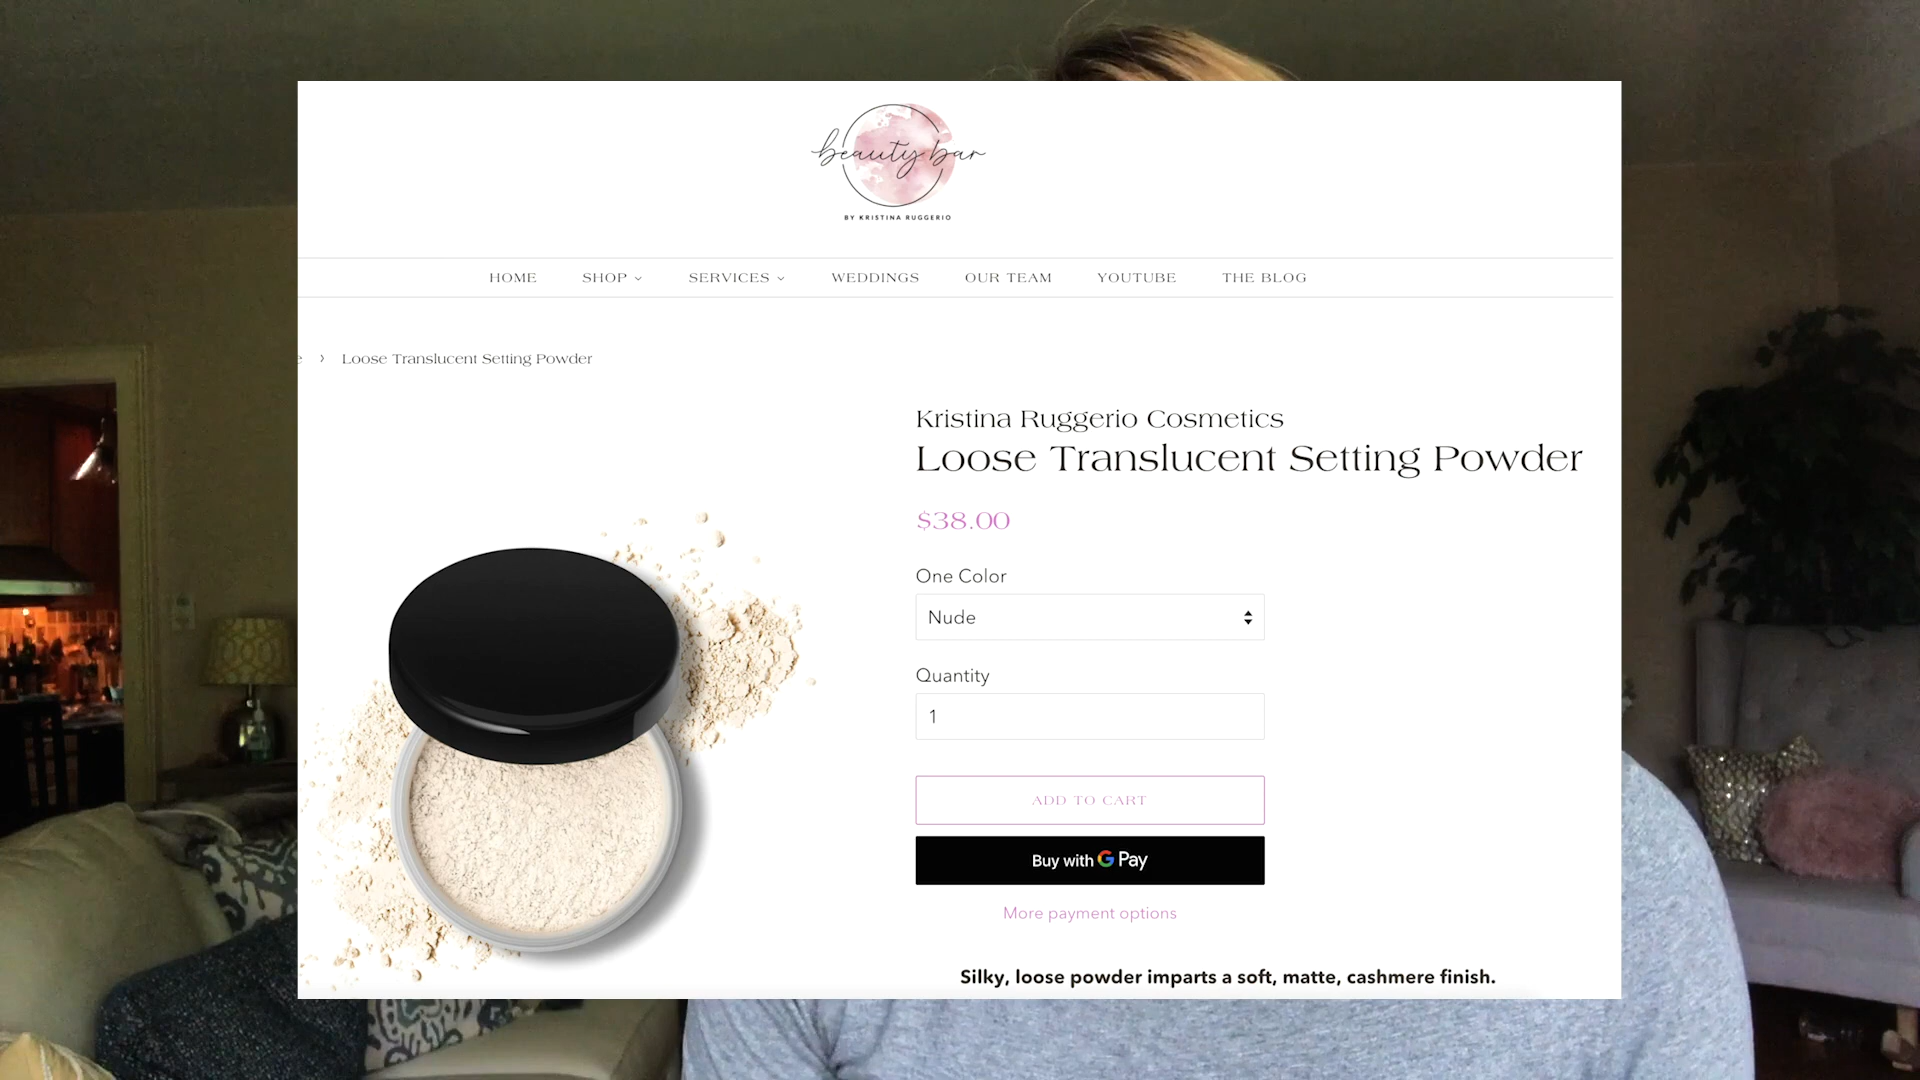 beauty bar
BY KRISTINA RUGGERIO
HOME SHOP SERVICES WEDDINGS OUR TEAM YOUTUBE THE BLOG
e › Loose Translucent Setting Powder
Kristina Ruggerio Cosmetics
Loose Translucent Setting Powder
$38.00
One Color
Nude
Quantity
1
ADD TO CART
Buy with G Pay
More payment options
Silky, loose powder imparts a soft, matte, cashmere finish.